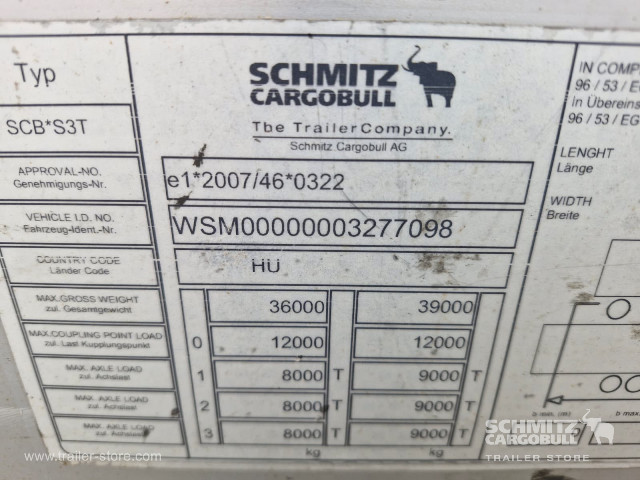 Typ
SCB*S3T
SCHMITZ
CARGOBULL
The TrailerCompany.
Schmitz Cargobull AG
APPROVAL-NO.
Genehmigungs-Nr.
e1*2007/46*0322
VEHICLE I.D. NO.
Fahrzeug-Ident.-Nr.
WSM00000003277098
COUNTRY CODE
Länder Code
HU
MAX.GROSS WEIGHT
zul. Gesamtgewicht
36000 39000
MAX.COUPLING POINT LOAD
zul. Last Kupplungspunkt
0 12000 12000
MAX. AXLE LOAD
zul. Achslast
1 8000 T 9000 T
MAX. AXLE LOAD
zul. Achslast
2 8000 T 9000 T
MAX. AXLE LOAD
zul. Achslast
3 8000 T 9000 T
kg kg
IN COMP
96 / 53 / EG
In Übereins
96 / 53 / EG
LENGHT
Länge
WIDTH
Breite
b max.
www.trailer-store.com
SCHMITZ
CARGOBULL
TRAILER STORE